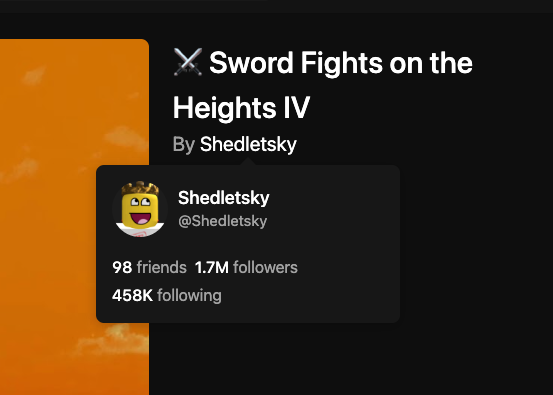 ⚔️ Sword Fights on the
Heights IV
By Shedletsky
Shedletsky
@Shedletsky
98 friends 1.7M followers
458K following